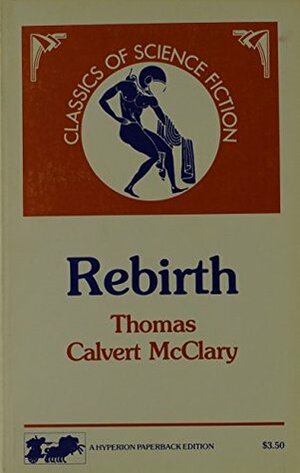 CLASSICS OF SCIENCE FICTION
Rebirth
Thomas
Calvert McClary
A HYPERION PAPERBACK EDITION
$3.50